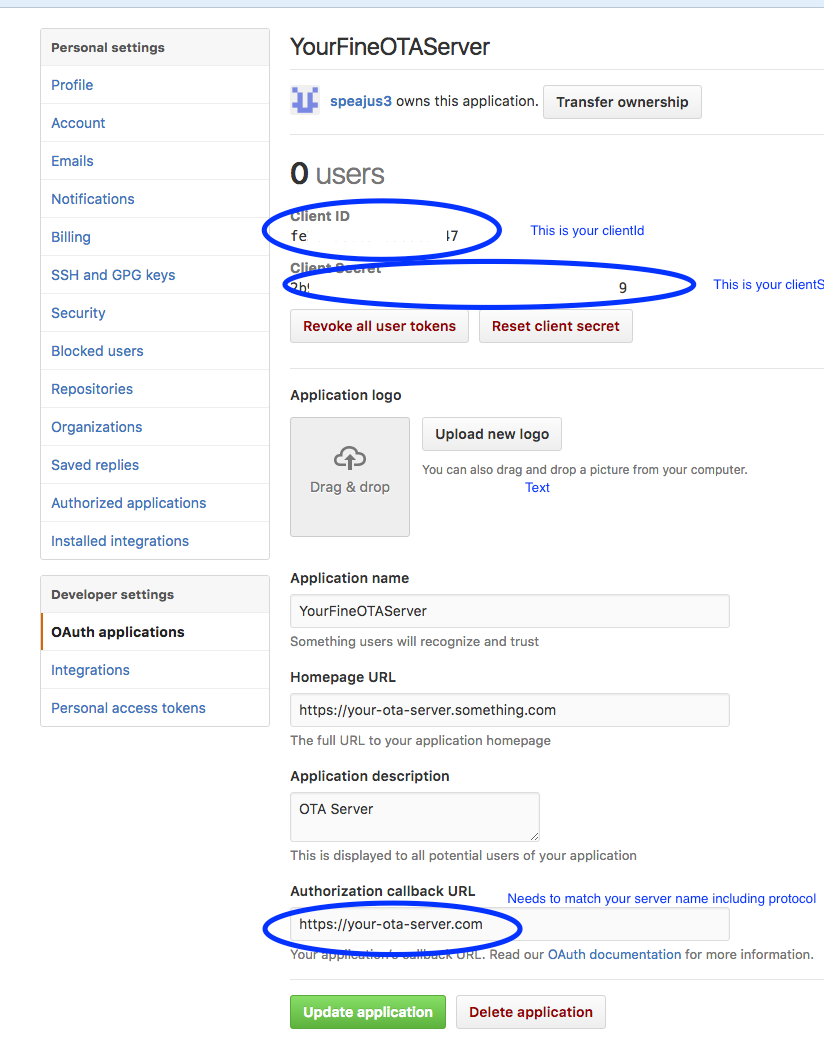 Personal settings
Profile
Account
Emails
Notifications
Billing
SSH and GPG keys
Security
Blocked users
Repositories
Organizations
Saved replies
Authorized applications
Installed integrations
Developer settings
OAuth applications
Integrations
Personal access tokens
YourFineOTAServer
speajus3 owns this application. Transfer ownership
0 users
Client ID
fe 47
This is your clientId
Client Secret
2b9 9
This is your clientS
Revoke all user tokens Reset client secret
Application logo
Drag & drop
Upload new logo
You can also drag and drop a picture from your computer.
Text
Application name
YourFineOTAServer
Something users will recognize and trust
Homepage URL
https://your-ota-server.something.com
The full URL to your application homepage
Application description
OTA Server
This is displayed to all potential users of your application
Authorization callback URL
Needs to match your server name including protocol
https://your-ota-server.com
Your application's callback URL. Read our OAuth documentation for more information.
Update application Delete application